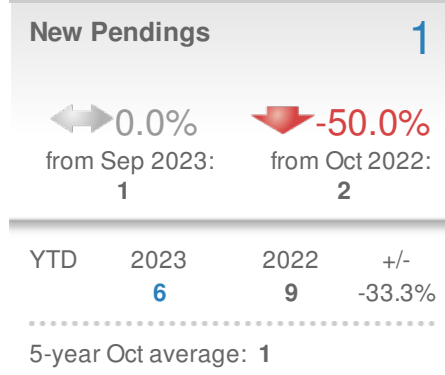 New Pendings 1
0.0% -50.0%
from Sep 2023: from Oct 2022:
1 2
YTD 2023 2022 +/-
6 9 -33.3%
5-year Oct average: 1